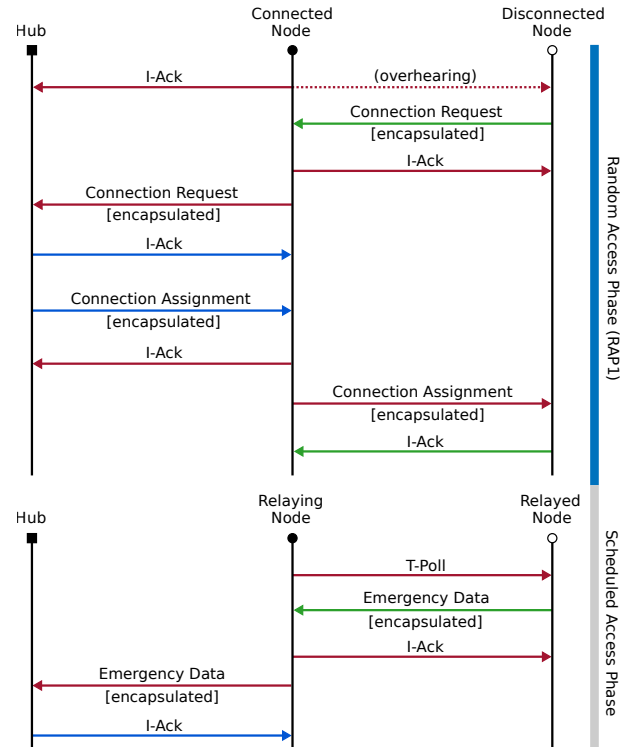 Hub
Connected
Node
Disconnected
Node
I-Ack
(overhearing)
Connection Request
[encapsulated]
I-Ack
Connection Request
[encapsulated]
I-Ack
Connection Assignment
[encapsulated]
I-Ack
Connection Assignment
[encapsulated]
I-Ack
Random Access Phase (RAP1)
Hub
Relaying
Node
Relayed
Node
T-Poll
Emergency Data
[encapsulated]
I-Ack
Emergency Data
[encapsulated]
I-Ack
Scheduled Access Phase